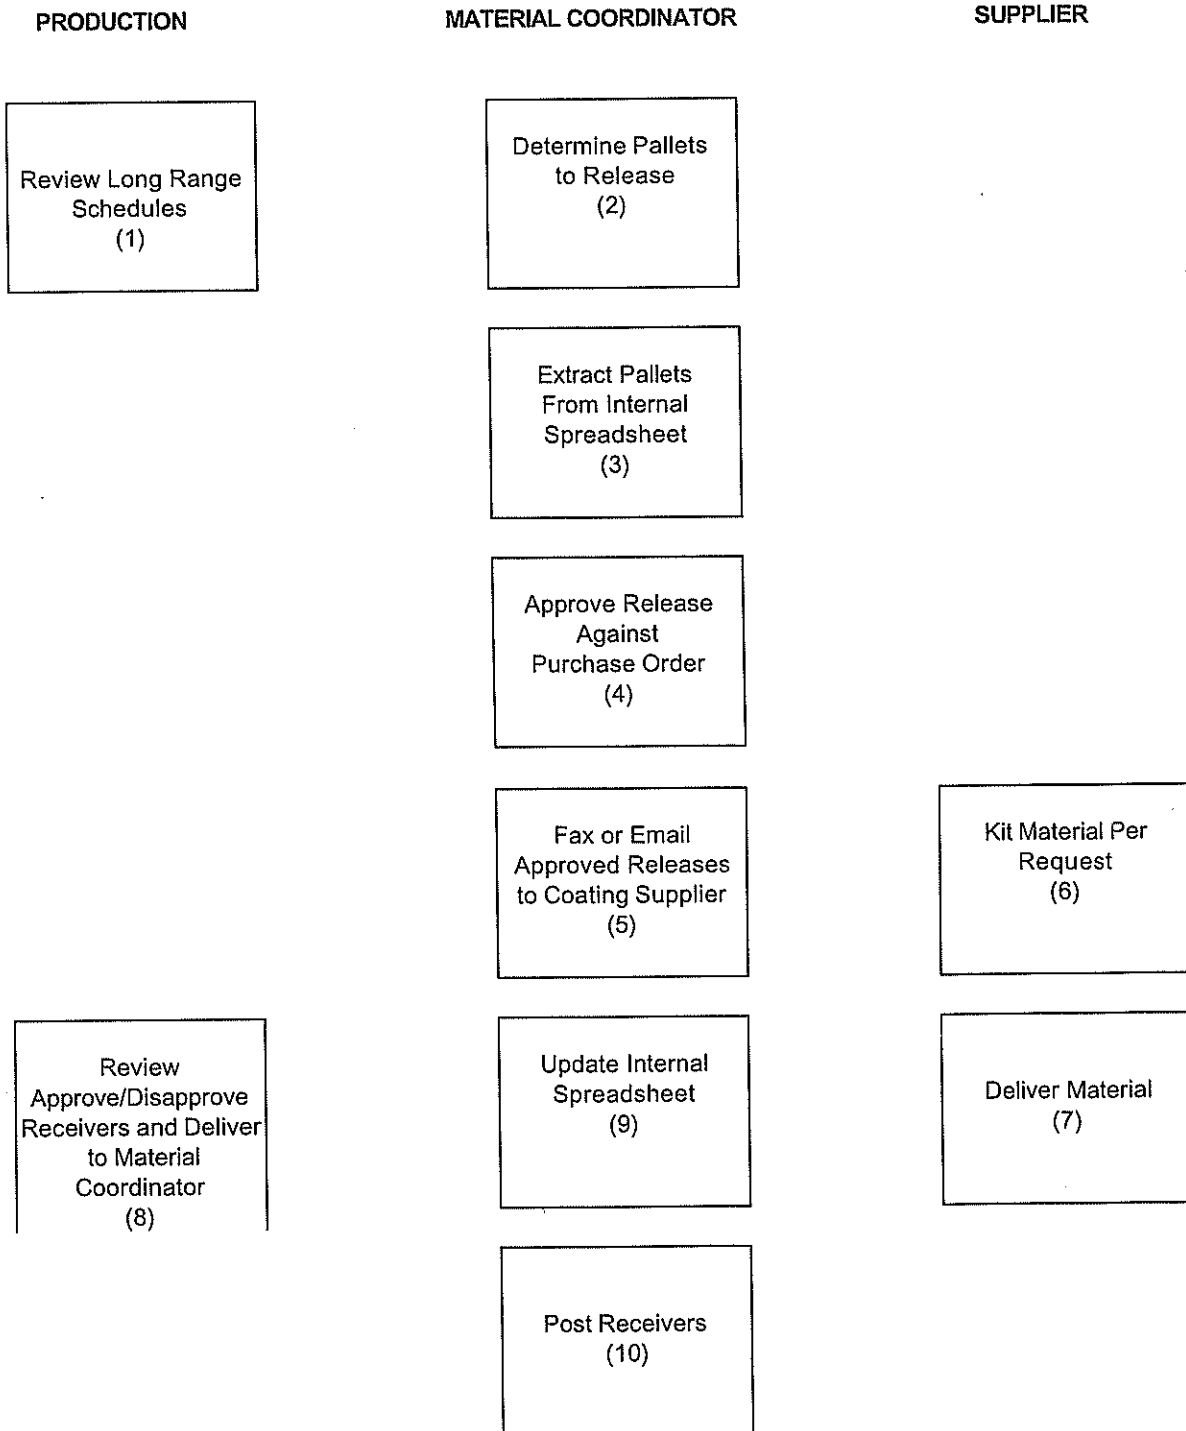 PRODUCTION
MATERIAL COORDINATOR
SUPPLIER
Review Long Range
Schedules
(1)
Determine Pallets
to Release
(2)
Extract Pallets
From Internal
Spreadsheet
(3)
Approve Release
Against
Purchase Order
(4)
Fax or Email
Approved Releases
to Coating Supplier
(5)
Kit Material Per
Request
(6)
Deliver Material
(7)
Review
Approve/Disapprove
Receivers and Deliver
to Material
Coordinator
(8)
Update Internal
Spreadsheet
(9)
Post Receivers
(10)